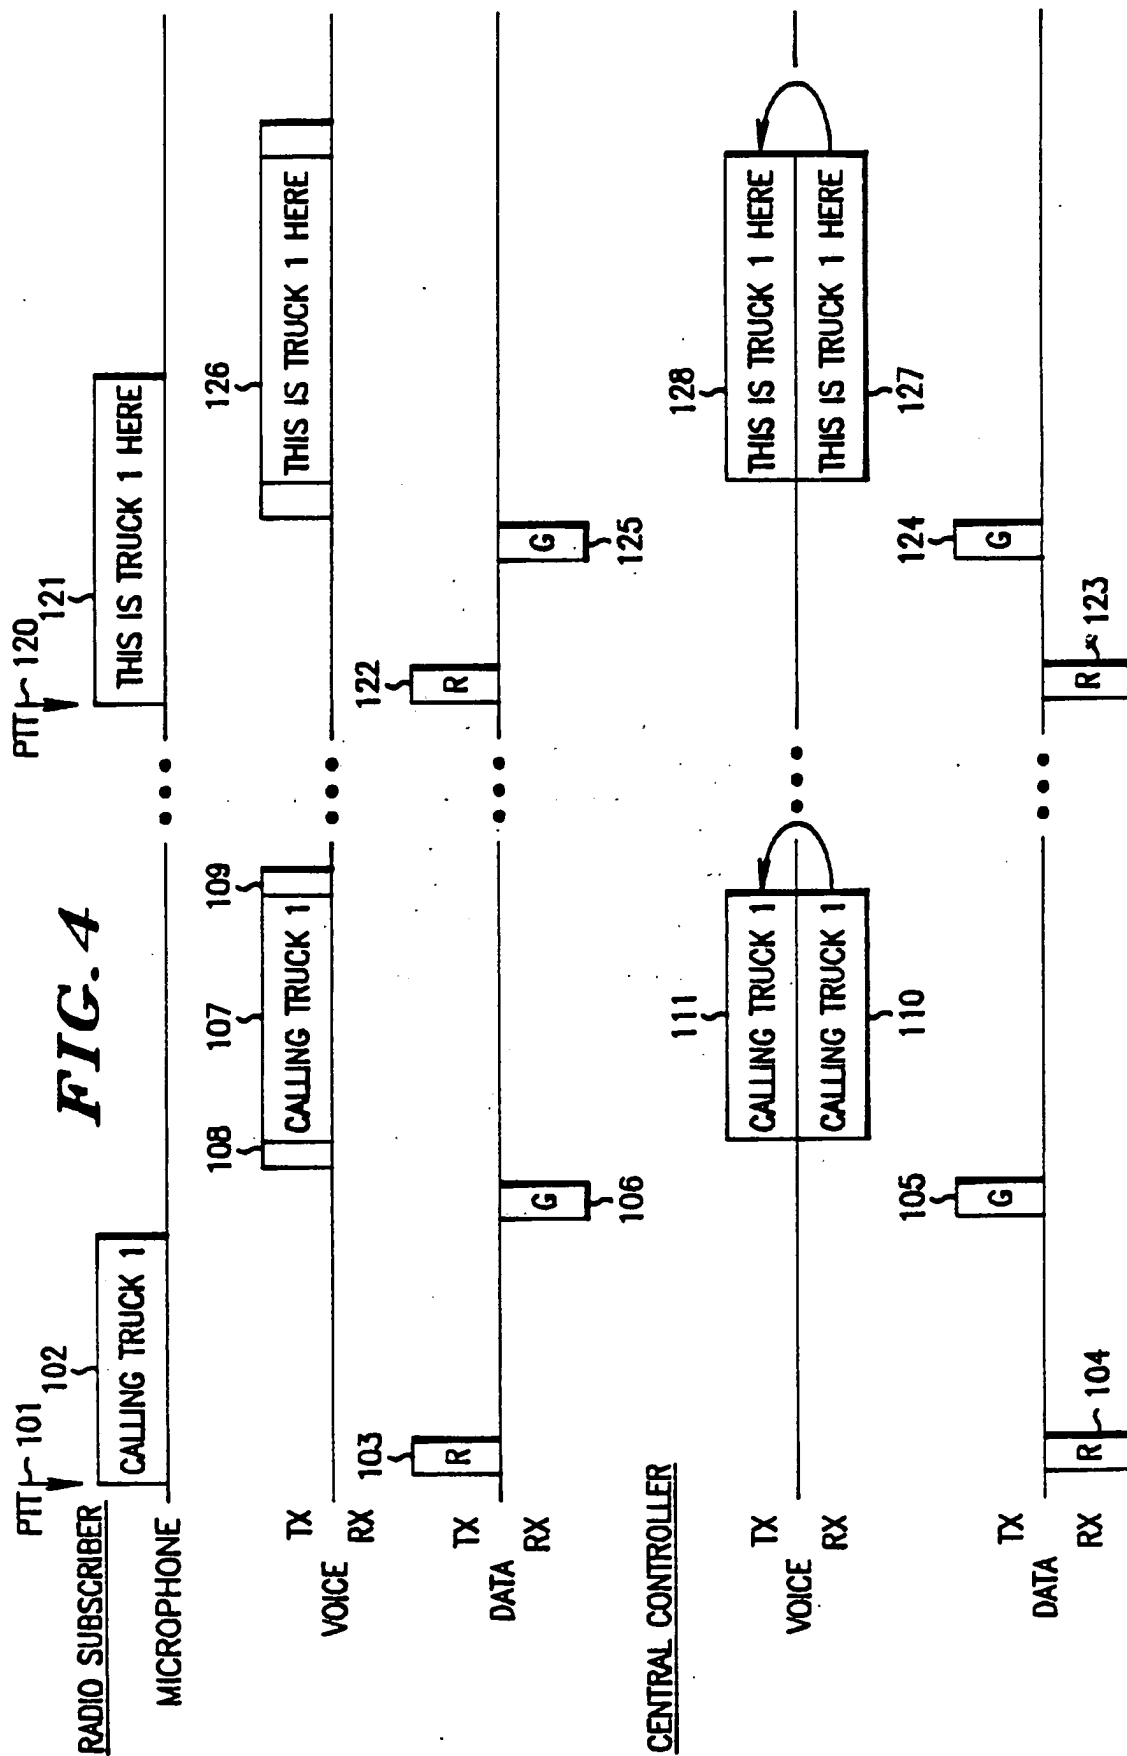 FIG. 4
RADIO SUBSCRIBER
PTT 101
PTT 120
102
121
MICROPHONE
CALLING TRUCK 1
THIS IS TRUCK 1 HERE
108
107
109
126
VOICE
TX
RX
CALLING TRUCK 1
THIS IS TRUCK 1 HERE
103
122
DATA
TX
RX
R
G
R
G
106
125
CENTRAL CONTROLLER
111
128
VOICE
TX
RX
CALLING TRUCK 1
THIS IS TRUCK 1 HERE
CALLING TRUCK 1
THIS IS TRUCK 1 HERE
110
127
105
124
DATA
TX
RX
G
G
R
104
R
123